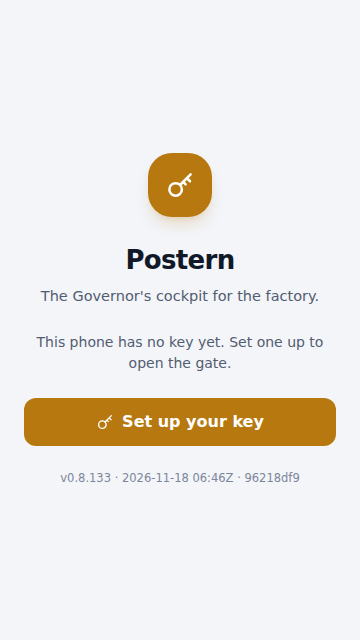 Postern
The Governor's cockpit for the factory.
This phone has no key yet. Set one up to
open the gate.
Set up your key
v0.8.133 · 2026-11-18 06:46Z · 96218df9